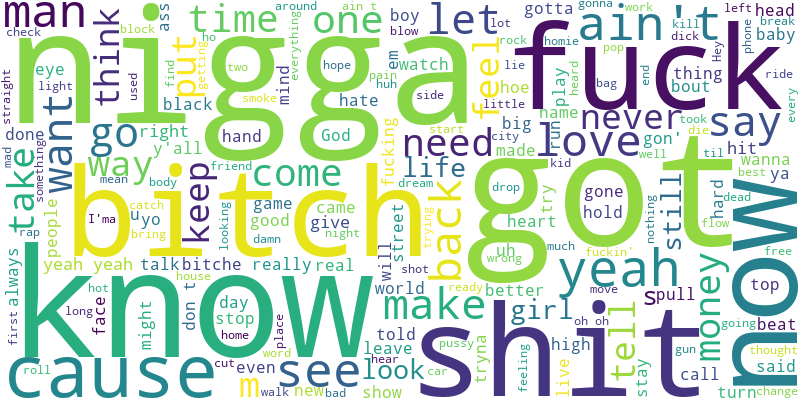 man
time
one
let
ain't
think
put
ass
boy
em
around
ain t
gotta
gonna
work
head
left
break
baby
check
block
ho
blow
everything
lot
rock
homie
kill
dick
Hey
phone
nigga
fuck
straight
eye
light
used
find
getting
two
smoke
hope
pain
huh
mind
watch
lie
hoe
little
feel
play
heard
pop
bag
end
thing
bout
ride
every
want
black
hate
side
fucking
start
need
big
city
name
run
never
took
say
mad
done
go
right
hand
God
y'all
made
love
gon'
die
hit
something
take
way
mean
body
friend
come
life
dream
kid
well
til
wanna
best
ya
people
bitch
keep
game
good
came
give
back
street
trying
drop
try
gone
hold
heart
got
nothing
still
hard
dead
flow
now
I'ma
u
yo
catch
bring
looking
damn
night
rap
uh
wrong
much
fuckin'
free
always
yeah yeah
talk
bitche
really
real
will
shot
ready
better
yeah
move
s
pull
top
know
hot
long
face
might
don t
house
day
stop
home
place
world
make
girl
oh oh
shit
tell
money
going
beat
first
cause
word
told
leave
hear
pussy
tryna
high
feeling
live
stay
gun
call
thought
said
roll
cut
even
m
walk
see
new
bad
look
show
car
turn
change